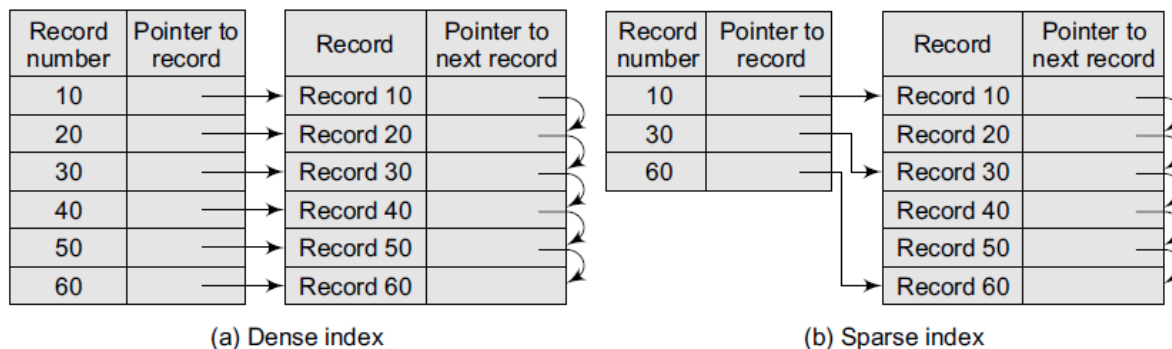 Record number Pointer to record Record Pointer to next record Record number Pointer to record Record Pointer to next record
10 Record 10 10 Record 10
20 Record 20 30 Record 20
30 Record 30 60 Record 30
40 Record 40 Record 40
50 Record 50 Record 50
60 Record 60 Record 60
(a) Dense index (b) Sparse index